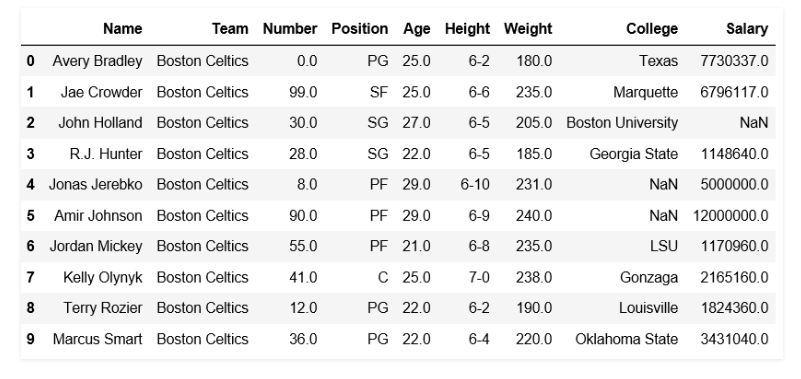 Name Team Number Position Age Height Weight College Salary
0 Avery Bradley Boston Celtics 0.0 PG 25.0 6-2 180.0 Texas 7730337.0
1 Jae Crowder Boston Celtics 99.0 SF 25.0 6-6 235.0 Marquette 6796117.0
2 John Holland Boston Celtics 30.0 SG 27.0 6-5 205.0 Boston University NaN
3 R.J. Hunter Boston Celtics 28.0 SG 22.0 6-5 185.0 Georgia State 1148640.0
4 Jonas Jerebko Boston Celtics 8.0 PF 29.0 6-10 231.0 NaN 5000000.0
5 Amir Johnson Boston Celtics 90.0 PF 29.0 6-9 240.0 NaN 12000000.0
6 Jordan Mickey Boston Celtics 55.0 PF 21.0 6-8 235.0 LSU 1170960.0
7 Kelly Olynyk Boston Celtics 41.0 C 25.0 7-0 238.0 Gonzaga 2165160.0
8 Terry Rozier Boston Celtics 12.0 PG 22.0 6-2 190.0 Louisville 1824360.0
9 Marcus Smart Boston Celtics 36.0 PG 22.0 6-4 220.0 Oklahoma State 3431040.0